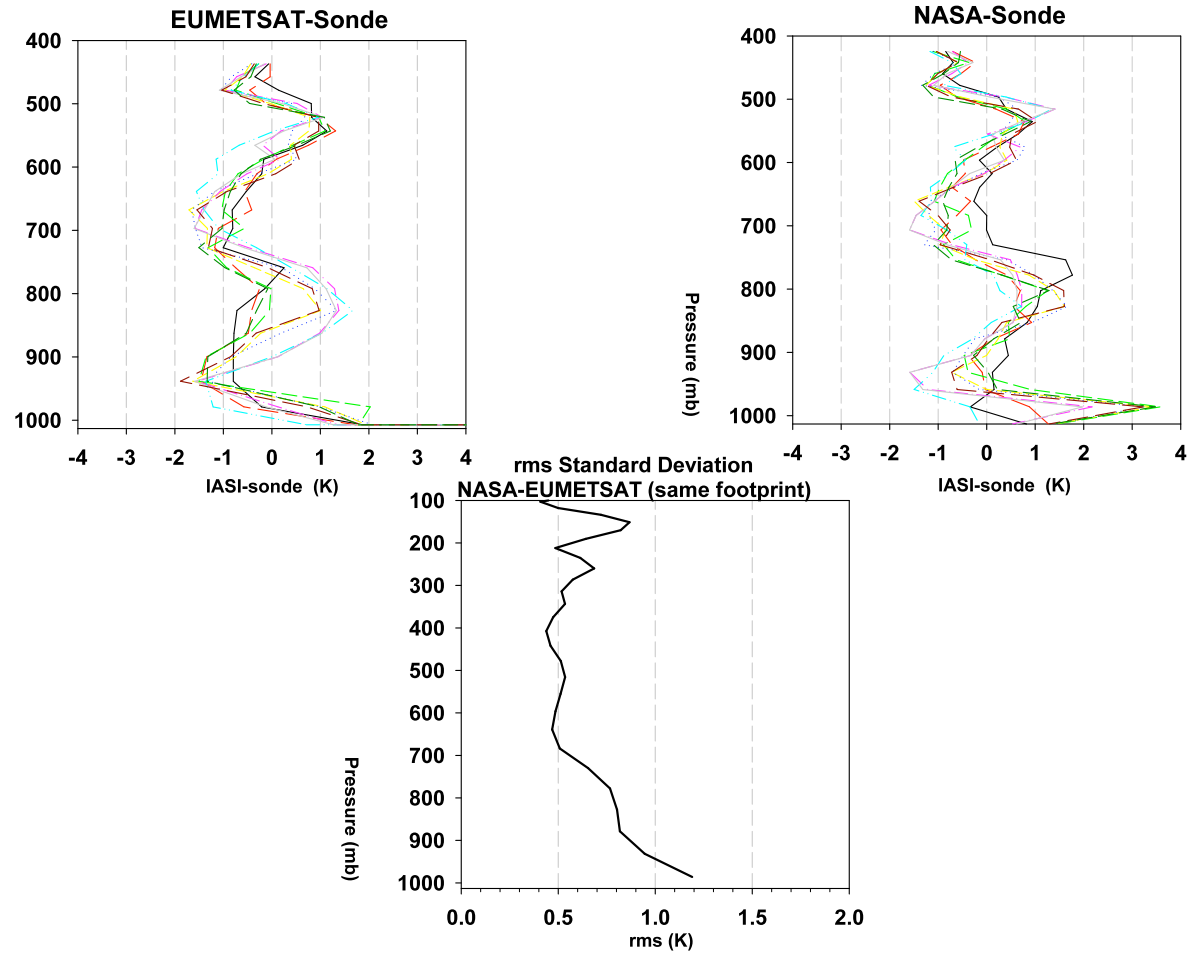 EUMETSAT-Sonde
400
500
600
700
800
900
1000
-4 -3 -2 -1 0 1 2 3 4
IASI-sonde (K)
NASA-Sonde
400
500
600
700
800
900
1000
Pressure (mb)
-4 -3 -2 -1 0 1 2 3 4
IASI-sonde (K)
rms Standard Deviation
NASA-EUMETSAT (same footprint)
100
200
300
400
500
600
700
800
900
1000
Pressure (mb)
0.0 0.5 1.0 1.5 2.0
rms (K)